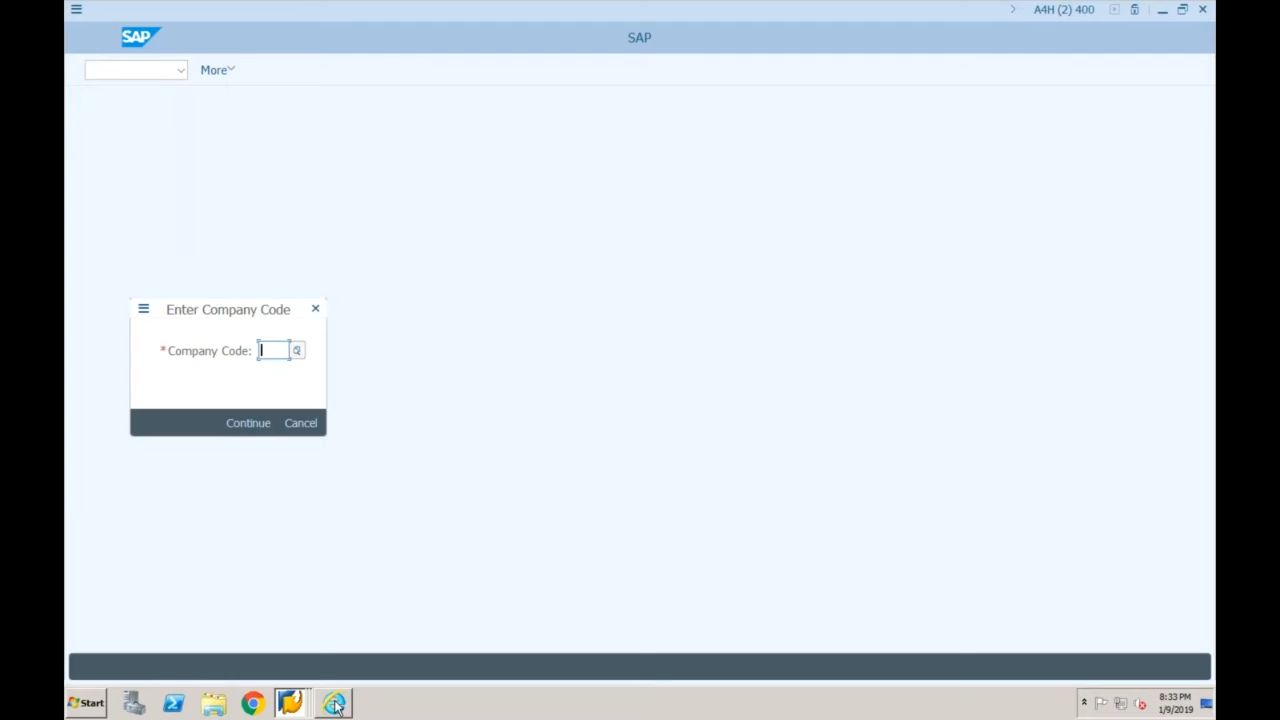 A4H (2) 400
SAP
SAP
More
Enter Company Code
*Company Code:
Continue Cancel
Start
8:33 PM
1/9/2019